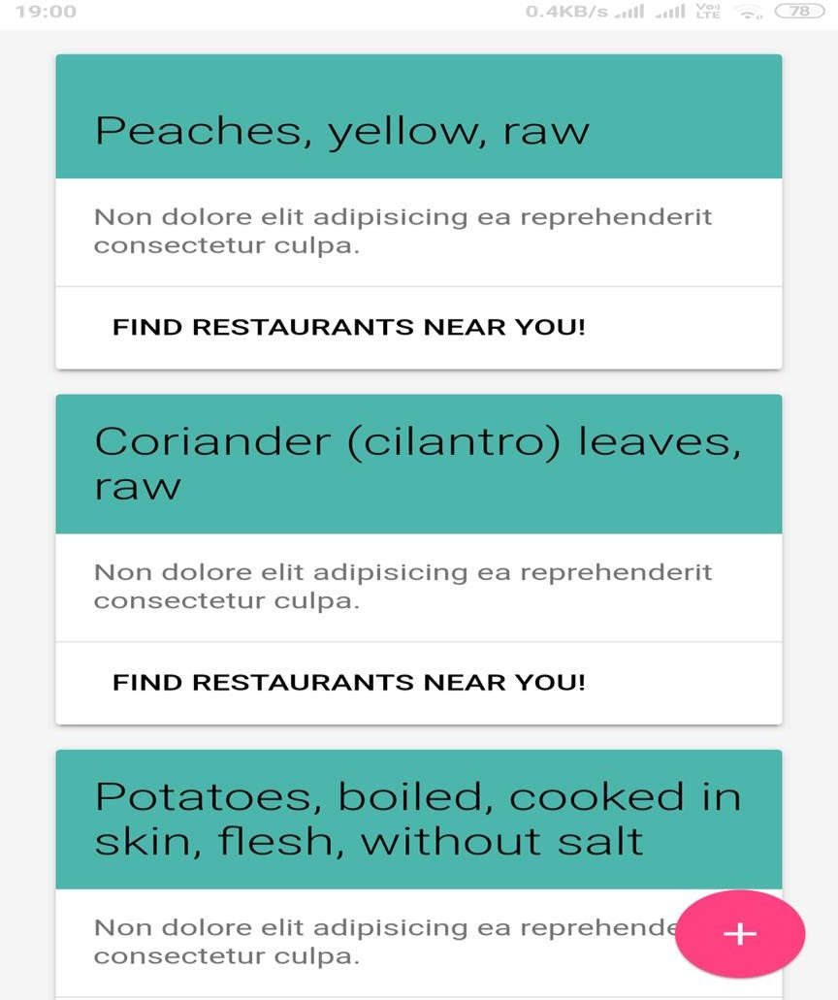 19:00 0.4KB/s Vo)) LTE 78
Peaches, yellow, raw
Non dolore elit adipisicing ea reprehenderit
consectetur culpa.
FIND RESTAURANTS NEAR YOU!
Coriander (cilantro) leaves,
raw
Non dolore elit adipisicing ea reprehenderit
consectetur culpa.
FIND RESTAURANTS NEAR YOU!
Potatoes, boiled, cooked in
skin, flesh, without salt
Non dolore elit adipisicing ea reprehende
consectetur culpa.
+